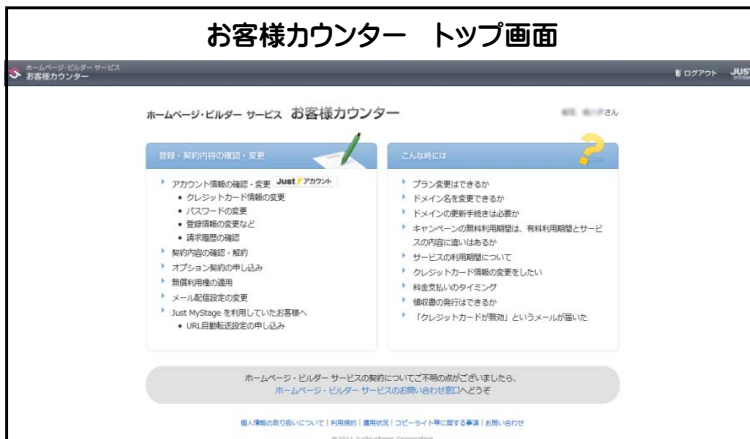 お客様カウンター　トップ画面
ホームページ・ビルダー サービス
お客様カウンター
ログアウト
JUST
ホームページ・ビルダー サービス お客様カウンター
さん
登録・契約内容の確認・変更
アカウント情報の確認・変更 Just アカウント
クレジットカード情報の変更
パスワードの変更
登録情報の変更など
請求履歴の確認
契約内容の確認・解約
オプション契約の申し込み
無償利用権の適用
メール配信設定の変更
Just MyStage を利用していたお客様へ
URL自動転送設定の申し込み
こんな時には
プラン変更はできるか
ドメイン名を変更できるか
ドメインの更新手続きは必要か
キャンペーンの無料利用期間は、有料利用期間とサービ
スの内容に違いはあるか
サービスの利用期間について
クレジットカード情報の変更をしたい
料金支払いのタイミング
領収書の発行はできるか
「クレジットカードが無効」というメールが届いた
ホームページ・ビルダー サービスの契約についてご不明の点がございましたら、
ホームページ・ビルダー サービスのお問い合わせ窓口へどうぞ
個人情報の取り扱いについて | 利用規約 | 運用状況 | コピーライト等に関する事項 | お問い合わせ